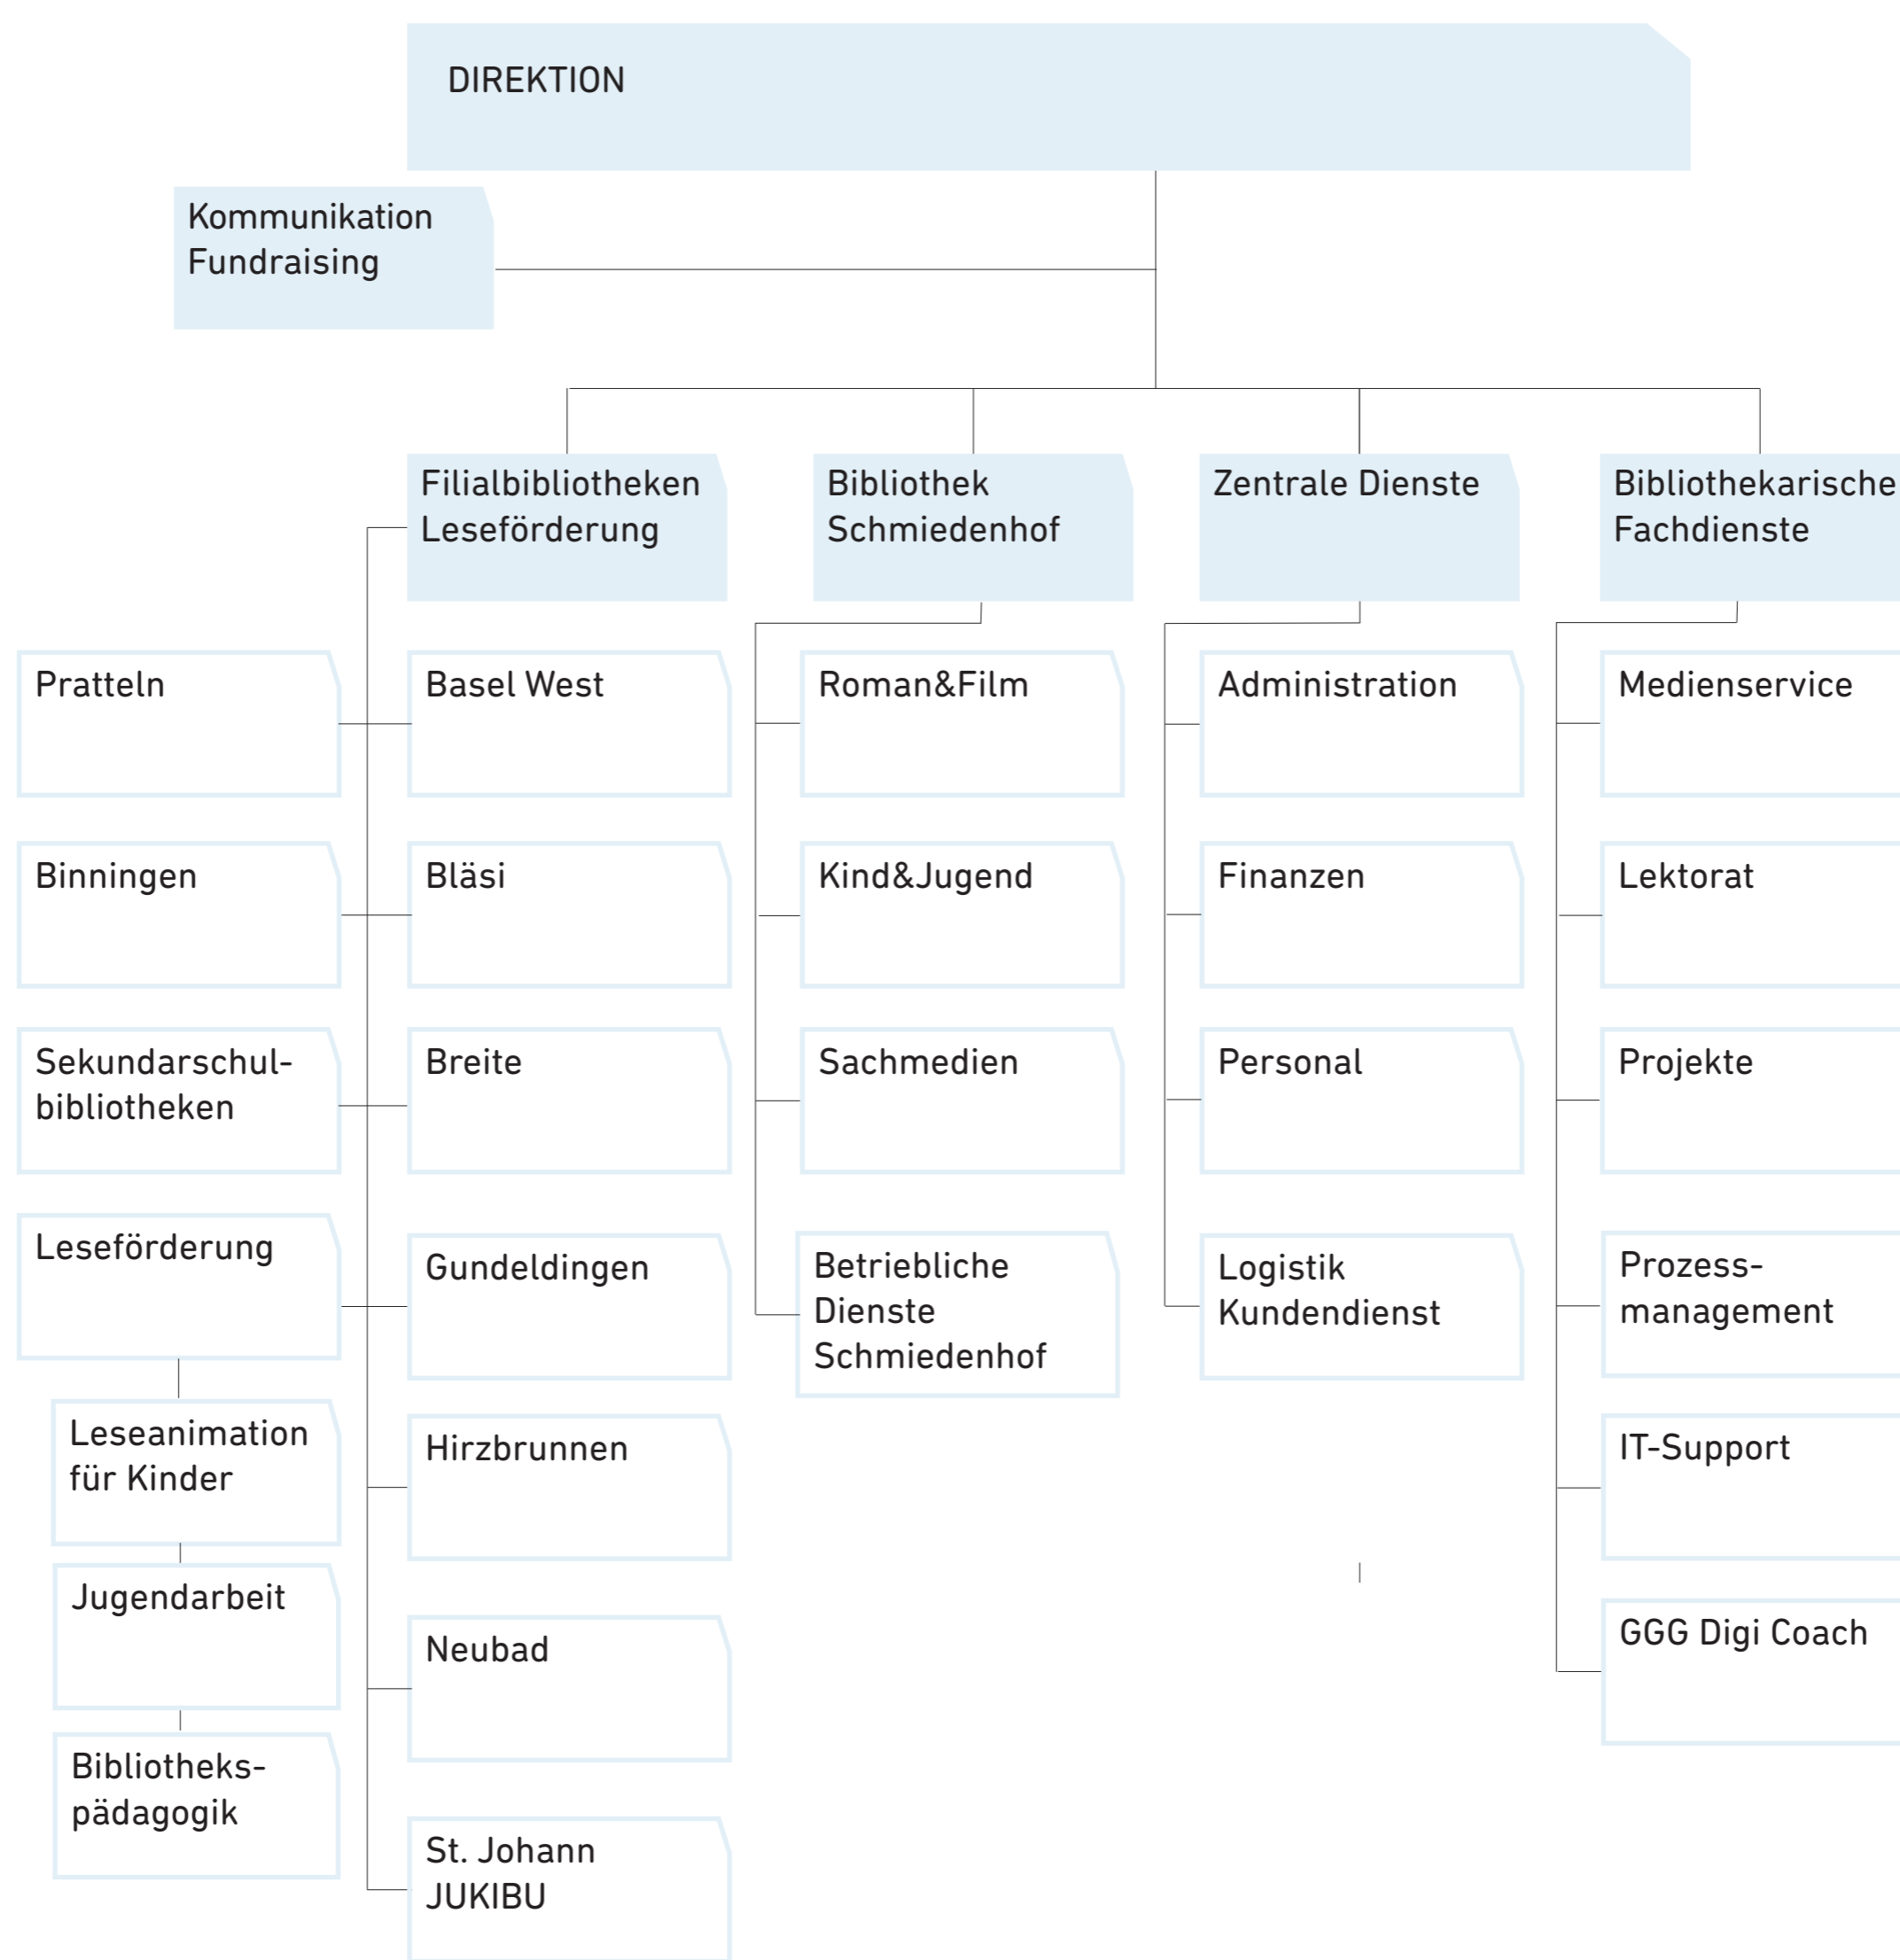 DIREKTION
Kommunikation
Fundraising
Filialbibliotheken
Leseförderung
Bibliothek
Schmiedenhof
Zentrale Dienste
Bibliothekarische
Fachdienste
Pratteln
Basel West
Roman&Film
Administration
Medienservice
Binningen
Bläsi
Kind&Jugend
Finanzen
Lektorat
Sekundarschul-
bibliotheken
Breite
Sachmedien
Personal
Projekte
Leseförderung
Gundeldingen
Betriebliche
Dienste
Schmiedenhof
Logistik
Kundendienst
Prozess-
management
Leseanimation
für Kinder
Hirzbrunnen
IT-Support
Jugendarbeit
Neubad
GGG Digi Coach
Bibliotheks-
pädagogik
St. Johann
JUKIBU